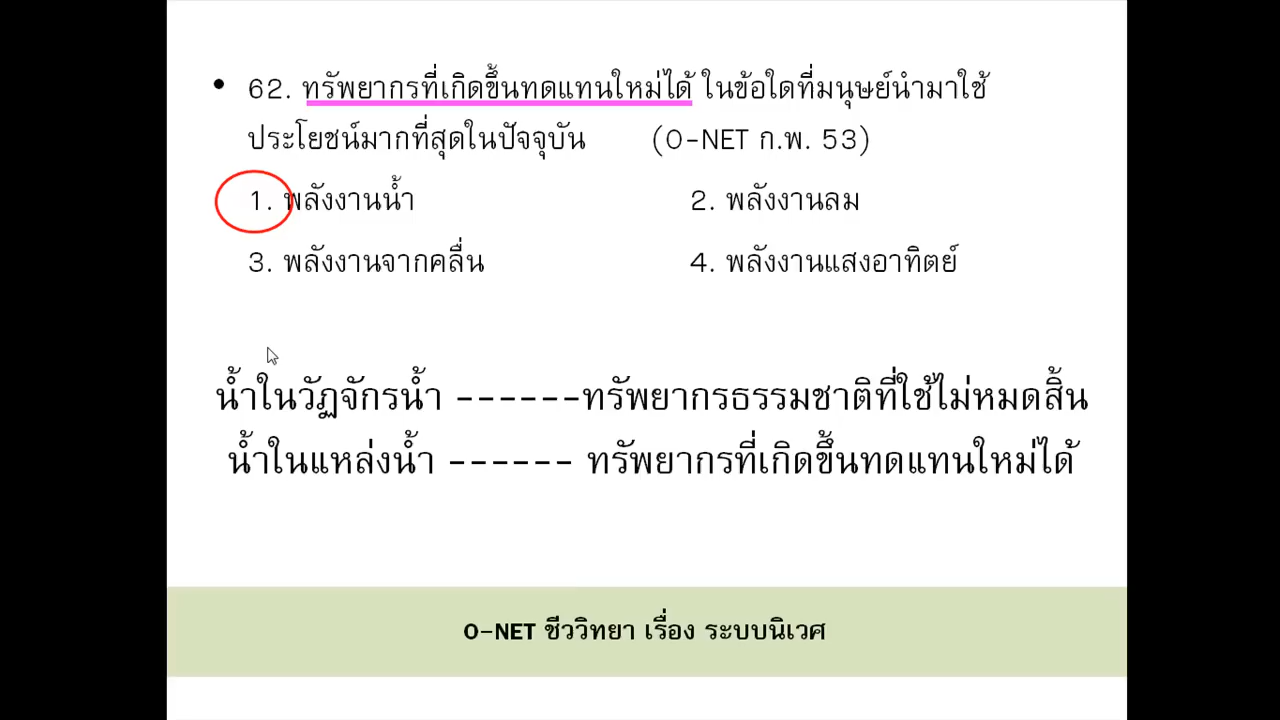 • 62. ทรัพยากรที่เกิดขึ้นทดแทนใหม่ได้ ในข้อใดที่มนุษย์นำมาใช้
ประโยชน์มากที่สุดในปัจจุบัน (O-NET ก.พ. 53)
1. พลังงานน้ำ 2. พลังงานลม
3. พลังงานจากคลื่น 4. พลังงานแสงอาทิตย์
น้ำในวัฏจักรน้ำ ------ทรัพยากรธรรมชาติที่ใช้ไม่หมดสิ้น
น้ำในแหล่งน้ำ ------ ทรัพยากรที่เกิดขึ้นทดแทนใหม่ได้
O-NET ชีววิทยา เรื่อง ระบบนิเวศ